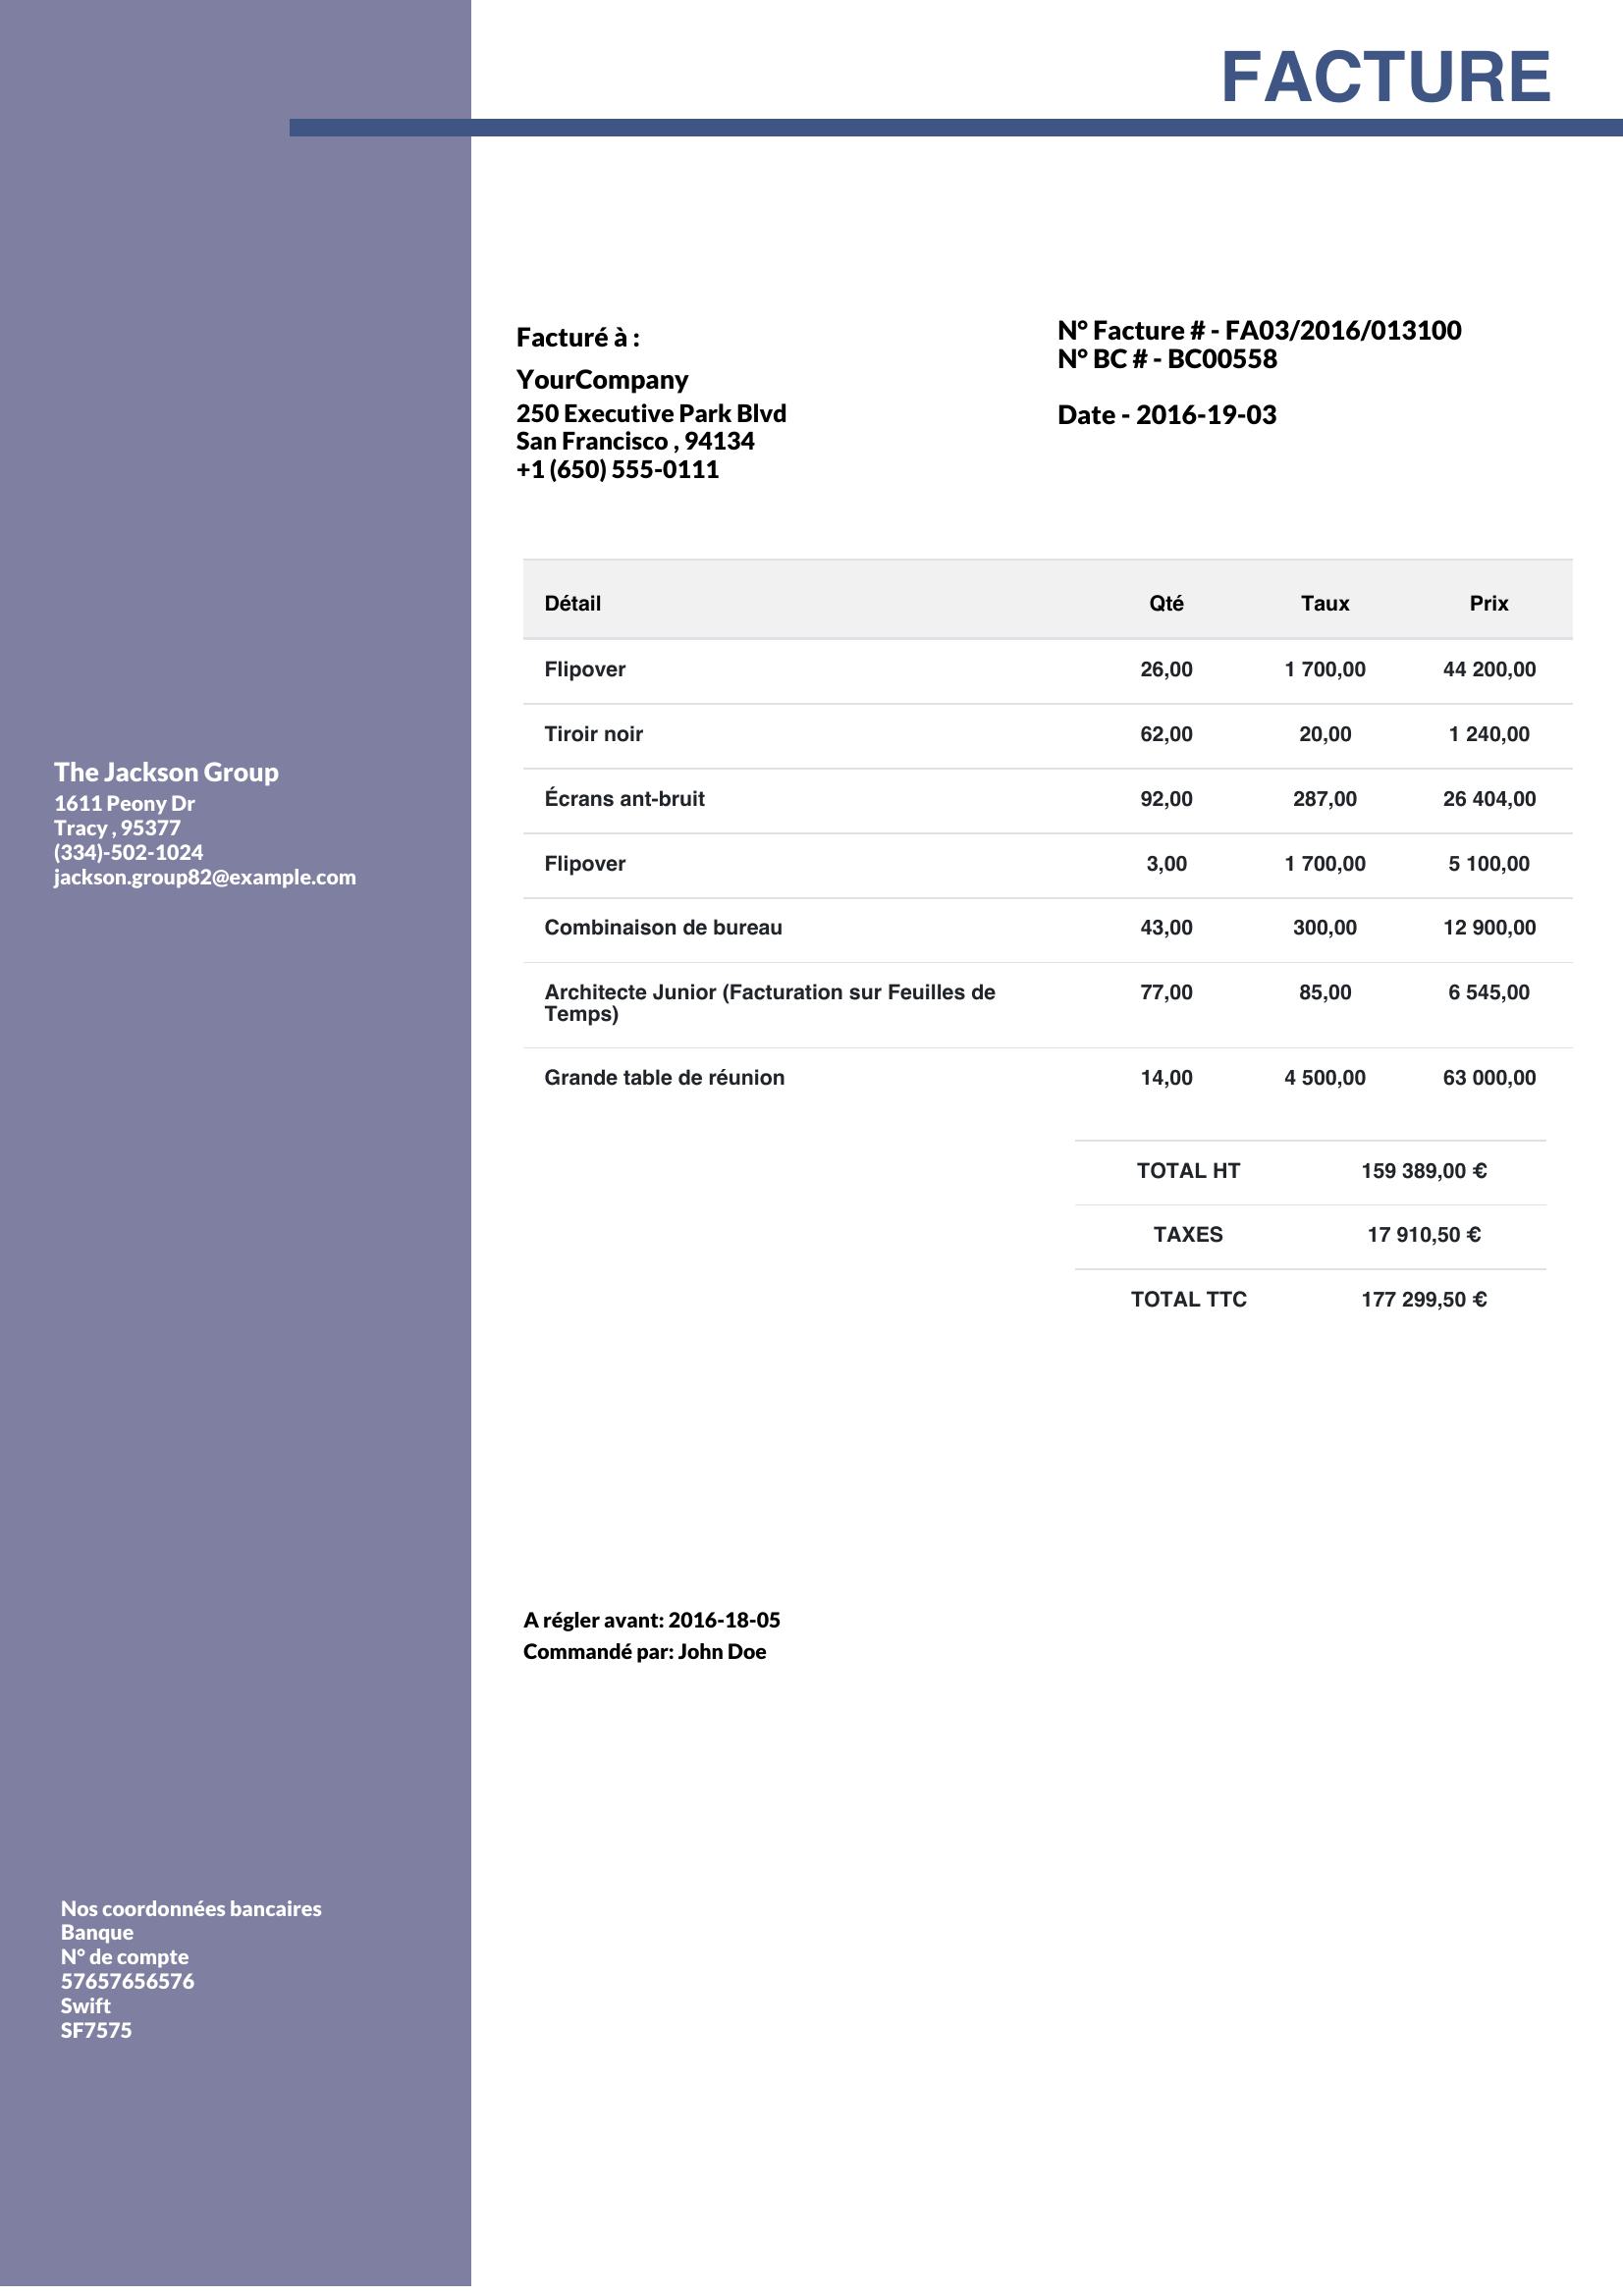 FACTURE
Facturé à :
YourCompany
250 Executive Park Blvd
San Francisco , 94134
+1 (650) 555-0111
N° Facture # - FA03/2016/013100
N° BC # - BC00558
Date - 2016-19-03
The Jackson Group
1611 Peony Dr
Tracy , 95377
(334)-502-1024
jackson.group82@example.com
Détail Qté Taux Prix
Flipover 26,00 1 700,00 44 200,00
Tiroir noir 62,00 20,00 1 240,00
Écrans ant-bruit 92,00 287,00 26 404,00
Flipover 3,00 1 700,00 5 100,00
Combinaison de bureau 43,00 300,00 12 900,00
Architecte Junior (Facturation sur Feuilles de 77,00 85,00 6 545,00
Temps)
Grande table de réunion 14,00 4 500,00 63 000,00
TOTAL HT 159 389,00 €
TAXES 17 910,50 €
TOTAL TTC 177 299,50 €
A régler avant: 2016-18-05
Commandé par: John Doe
Nos coordonnées bancaires
Banque
N° de compte
57657656576
Swift
SF7575